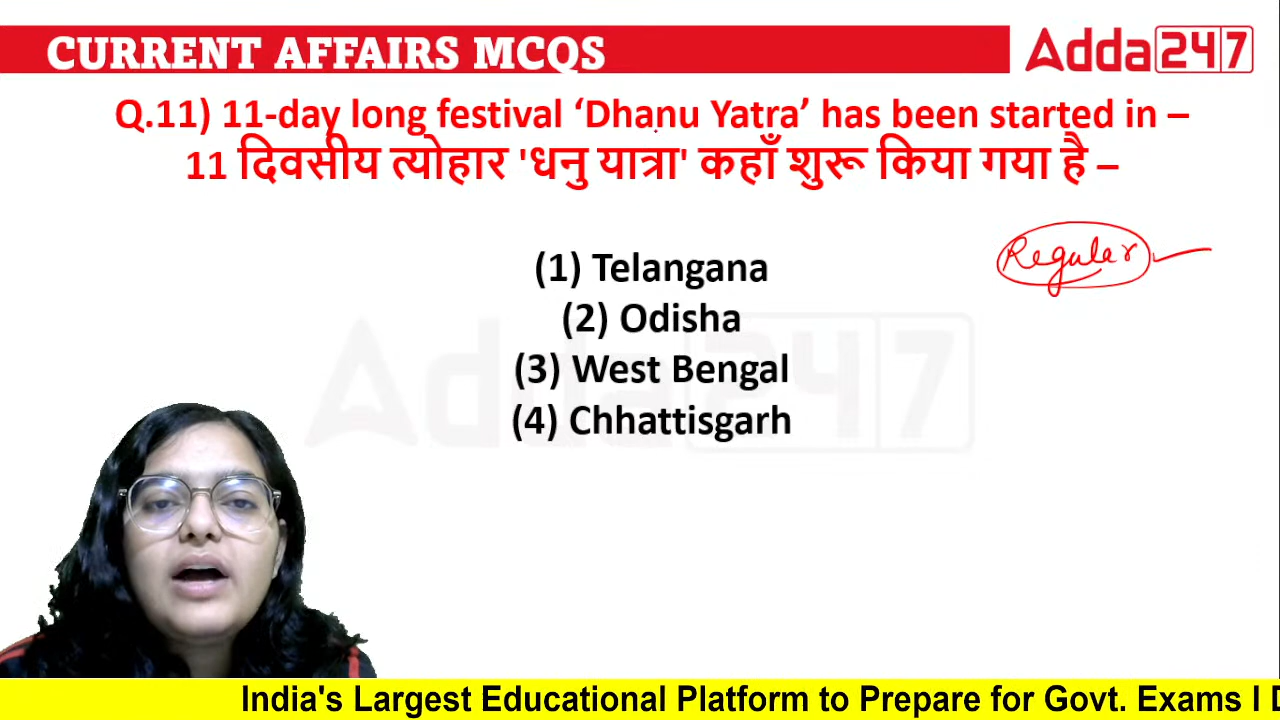 CURRENT AFFAIRS MCQS
Adda247
Q.11) 11-day long festival ‘Dhanu Yatra’ has been started in –
11 दिवसीय त्योहार 'धनु यात्रा' कहाँ शुरू किया गया है –
Regular
(1) Telangana
(2) Odisha
(3) West Bengal
(4) Chhattisgarh
Adda247
India's Largest Educational Platform to Prepare for Govt. Exams I